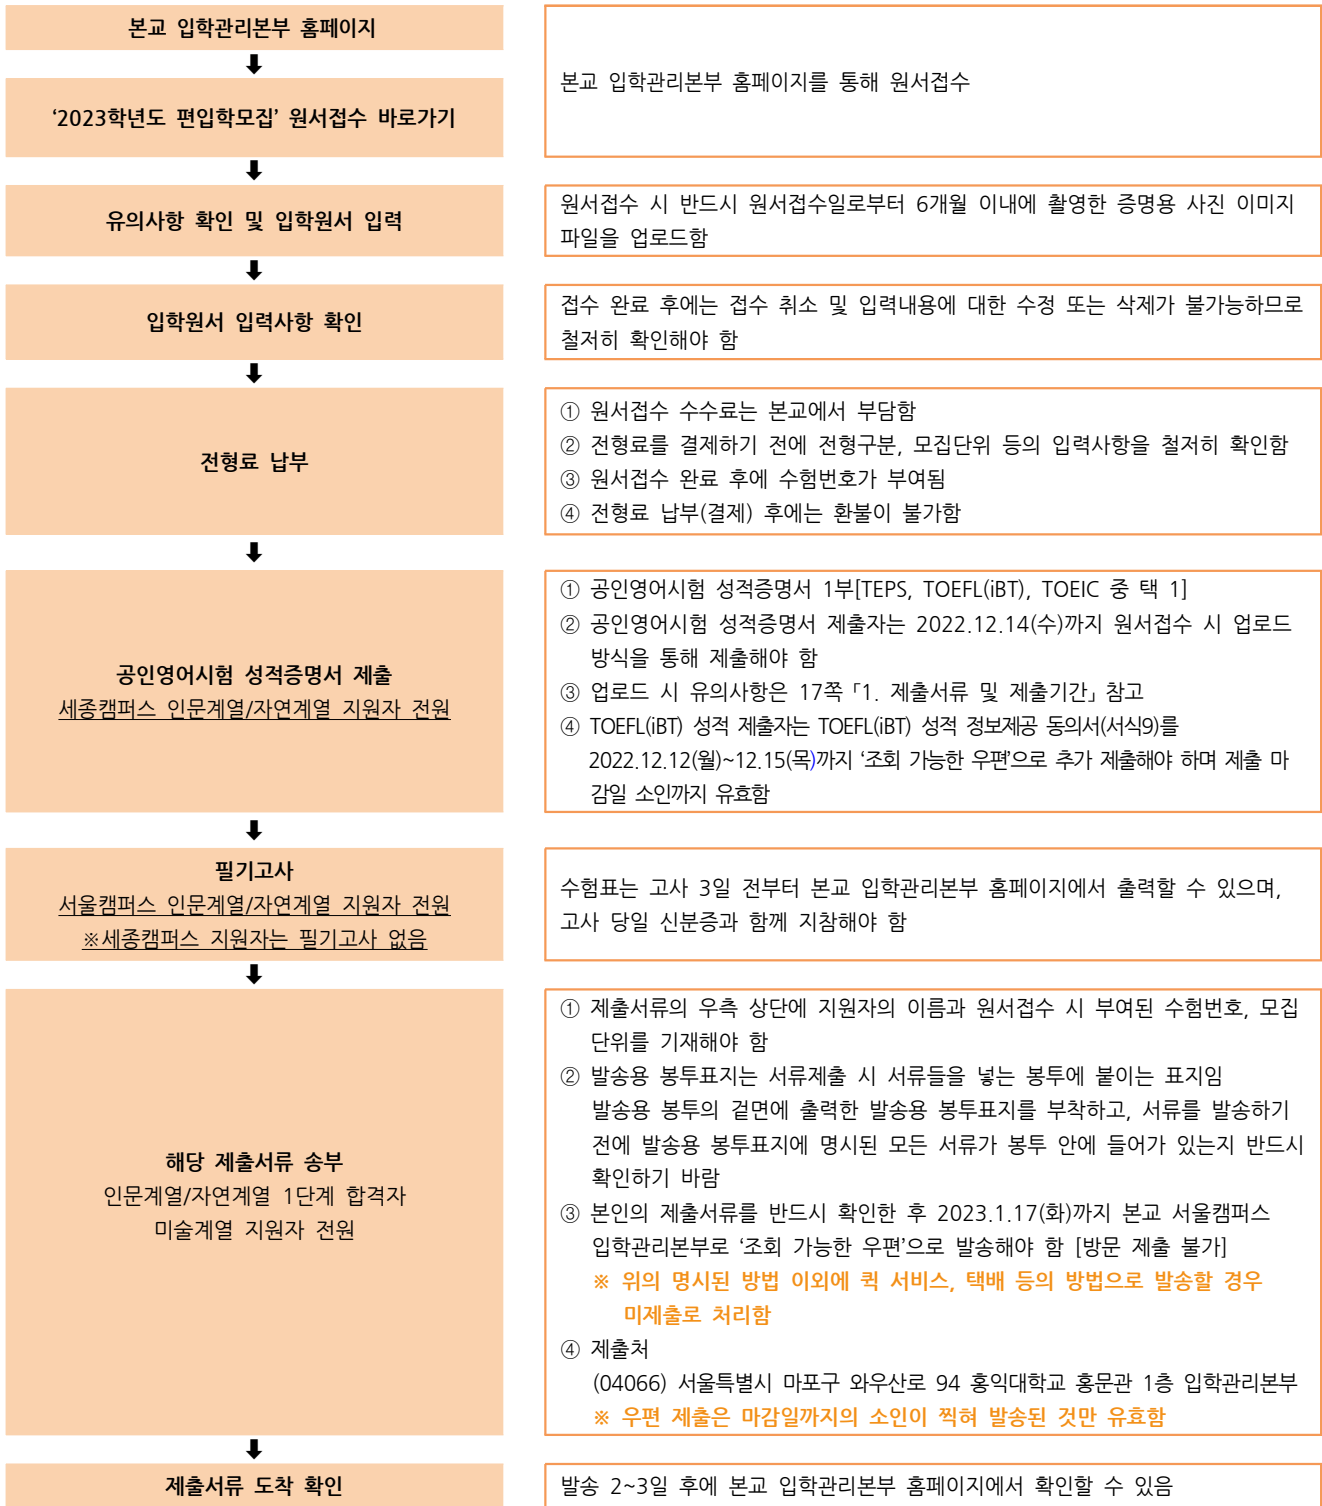 본교 입학관리본부 홈페이지
‘2023학년도 편입학모집’ 원서접수 바로가기
본교 입학관리본부 홈페이지를 통해 원서접수
유의사항 확인 및 입학원서 입력
원서접수 시 반드시 원서접수일로부터 6개월 이내에 촬영한 증명용 사진 이미지
파일을 업로드함
입학원서 입력사항 확인
접수 완료 후에는 접수 취소 및 입력내용에 대한 수정 또는 삭제가 불가능하므로
철저히 확인해야 함
전형료 납부
① 원서접수 수수료는 본교에서 부담함
② 전형료를 결제하기 전에 전형구분, 모집단위 등의 입력사항을 철저히 확인함
③ 원서접수 완료 후에 수험번호가 부여됨
④ 전형료 납부(결제) 후에는 환불이 불가함
공인영어시험 성적증명서 제출
세종캠퍼스 인문계열/자연계열 지원자 전원
① 공인영어시험 성적증명서 1부[TEPS, TOEFL(iBT), TOEIC 중 택 1]
② 공인영어시험 성적증명서 제출자는 2022.12.14(수)까지 원서접수 시 업로드
방식을 통해 제출해야 함
③ 업로드 시 유의사항은 17쪽 「1. 제출서류 및 제출기간」 참고
④ TOEFL(iBT) 성적 제출자는 TOEFL(iBT) 성적 정보제공 동의서(서식9)를
2022.12.12(월)~12.15(목)까지 ‘조회 가능한 우편’으로 추가 제출해야 하며 제출 마
감일 소인까지 유효함
필기고사
서울캠퍼스 인문계열/자연계열 지원자 전원
※세종캠퍼스 지원자는 필기고사 없음
수험표는 고사 3일 전부터 본교 입학관리본부 홈페이지에서 출력할 수 있으며,
고사 당일 신분증과 함께 지참해야 함
해당 제출서류 송부
인문계열/자연계열 1단계 합격자
미술계열 지원자 전원
① 제출서류의 우측 상단에 지원자의 이름과 원서접수 시 부여된 수험번호, 모집
단위를 기재해야 함
② 발송용 봉투표지는 서류제출 시 서류들을 넣는 봉투에 붙이는 표지임
발송용 봉투의 겉면에 출력한 발송용 봉투표지를 부착하고, 서류를 발송하기
전에 발송용 봉투표지에 명시된 모든 서류가 봉투 안에 들어가 있는지 반드시
확인하기 바람
③ 본인의 제출서류를 반드시 확인한 후 2023.1.17(화)까지 본교 서울캠퍼스
입학관리본부로 ‘조회 가능한 우편’으로 발송해야 함 [방문 제출 불가]
※ 위의 명시된 방법 이외에 퀵 서비스, 택배 등의 방법으로 발송할 경우
미제출로 처리함
④ 제출처
(04066) 서울특별시 마포구 와우산로 94 홍익대학교 홍문관 1층 입학관리본부
※ 우편 제출은 마감일까지의 소인이 찍혀 발송된 것만 유효함
제출서류 도착 확인
발송 2~3일 후에 본교 입학관리본부 홈페이지에서 확인할 수 있음